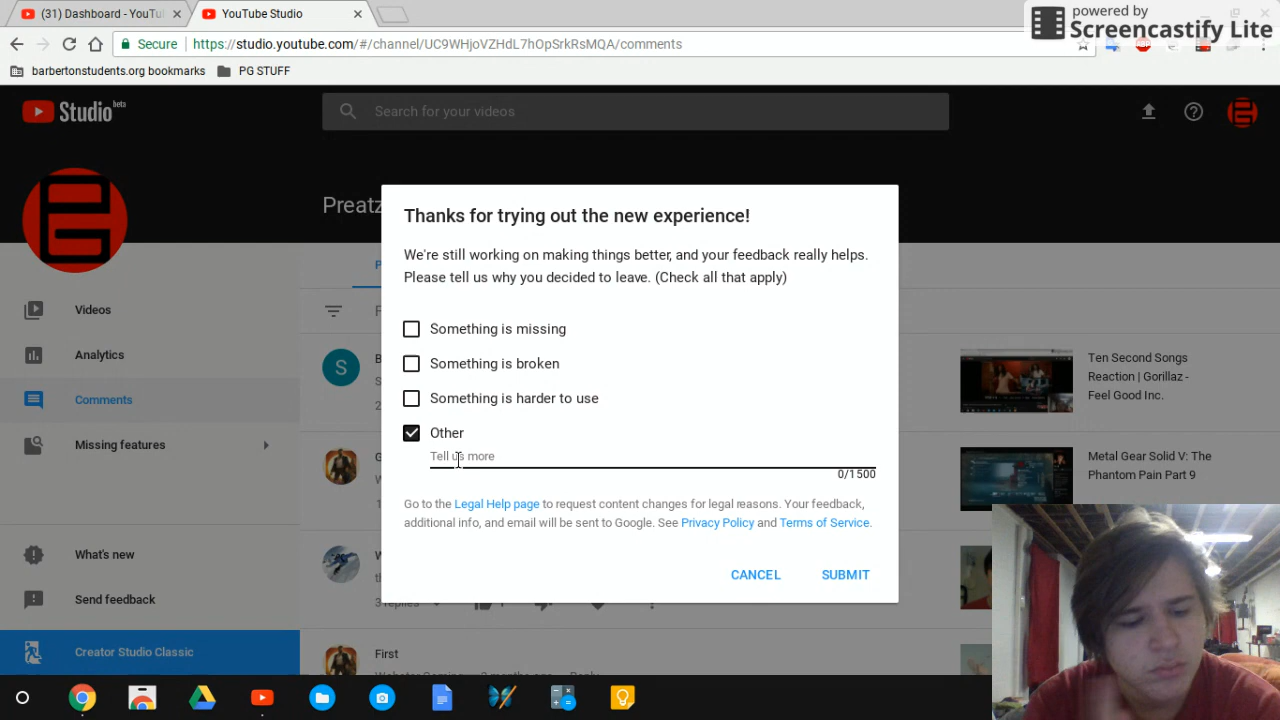 (31) Dashboard - YouTu
YouTube Studio
powered by
Screencastify Lite
Secure
https://studio.youtube.com/#/channel/UC9WHjoVZHdL7hOpSrkRsMQA/comments
barbertonstudents.org bookmarks
PG STUFF
Studio beta
Search for your videos
Preatz
Thanks for trying out the new experience!
We're still working on making things better, and your feedback really helps.
Please tell us why you decided to leave. (Check all that apply)
Something is missing
Something is broken
Something is harder to use
Other
Tell us more
0/1500
Go to the Legal Help page to request content changes for legal reasons. Your feedback,
additional info, and email will be sent to Google. See Privacy Policy and Terms of Service.
CANCEL
SUBMIT
Videos
Analytics
Comments
Missing features
What's new
Send feedback
Creator Studio Classic
S
3 replies
1
First
Reply
Ten Second Songs
Reaction | Gorillaz -
Feel Good Inc.
Metal Gear Solid V: The
Phantom Pain Part 9